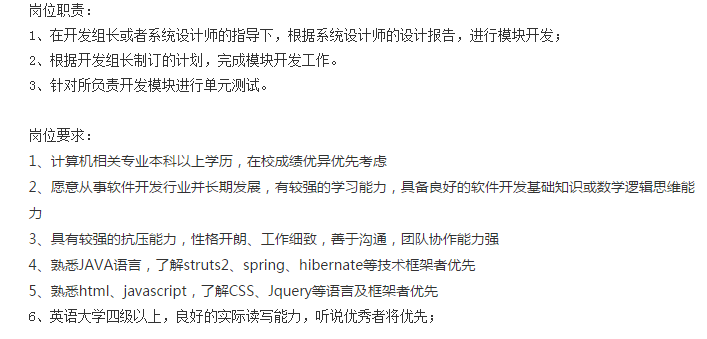 岗位职责：
1、在开发组长或者系统设计师的指导下，根据系统设计师的设计报告，进行模块开发；
2、根据开发组长制订的计划，完成模块开发工作。
3、针对所负责开发模块进行单元测试。
岗位要求：
1、计算机相关专业本科以上学历，在校成绩优异优先考虑
2、愿意从事软件开发行业并长期发展，有较强的学习能力，具备良好的软件开发基础知识或数学逻辑思维能
力
3、具有较强的抗压能力，性格开朗、工作细致，善于沟通，团队协作能力强
4、熟悉JAVA语言，了解struts2、spring、hibernate等技术框架者优先
5、熟悉html、javascript，了解CSS、Jquery等语言及框架者优先
6、英语大学四级以上，良好的实际读写能力，听说优秀者将优先；